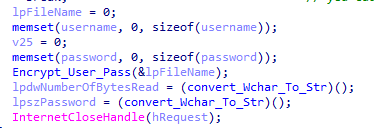 lpFileName = 0;
memset(username, 0, sizeof(username));
v25 = 0;
memset(password, 0, sizeof(password));
Encrypt_User_Pass(&lpFileName);
lpdwNumberOfBytesRead = (convert_Wchar_To_Str)();
lpszPassword = (convert_Wchar_To_Str)();
InternetCloseHandle(hRequest);